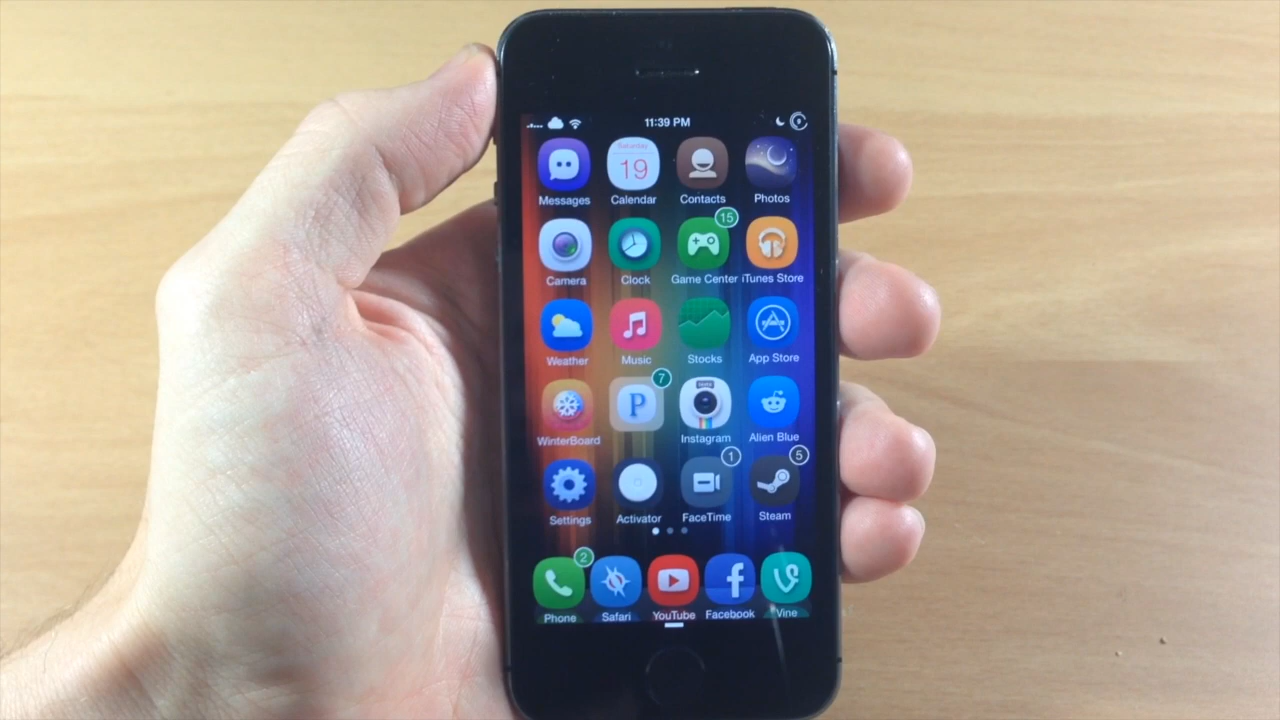 11:39 PM
Saturday
19
Messages Calendar Contacts Photos
15
Camera Clock Game Center iTunes Store
Weather Music Stocks App Store
7
P
WinterBoard Instagram Alien Blue
1 5
Settings Activator FaceTime Steam
2
f
Phone Safari YouTube Facebook Vine